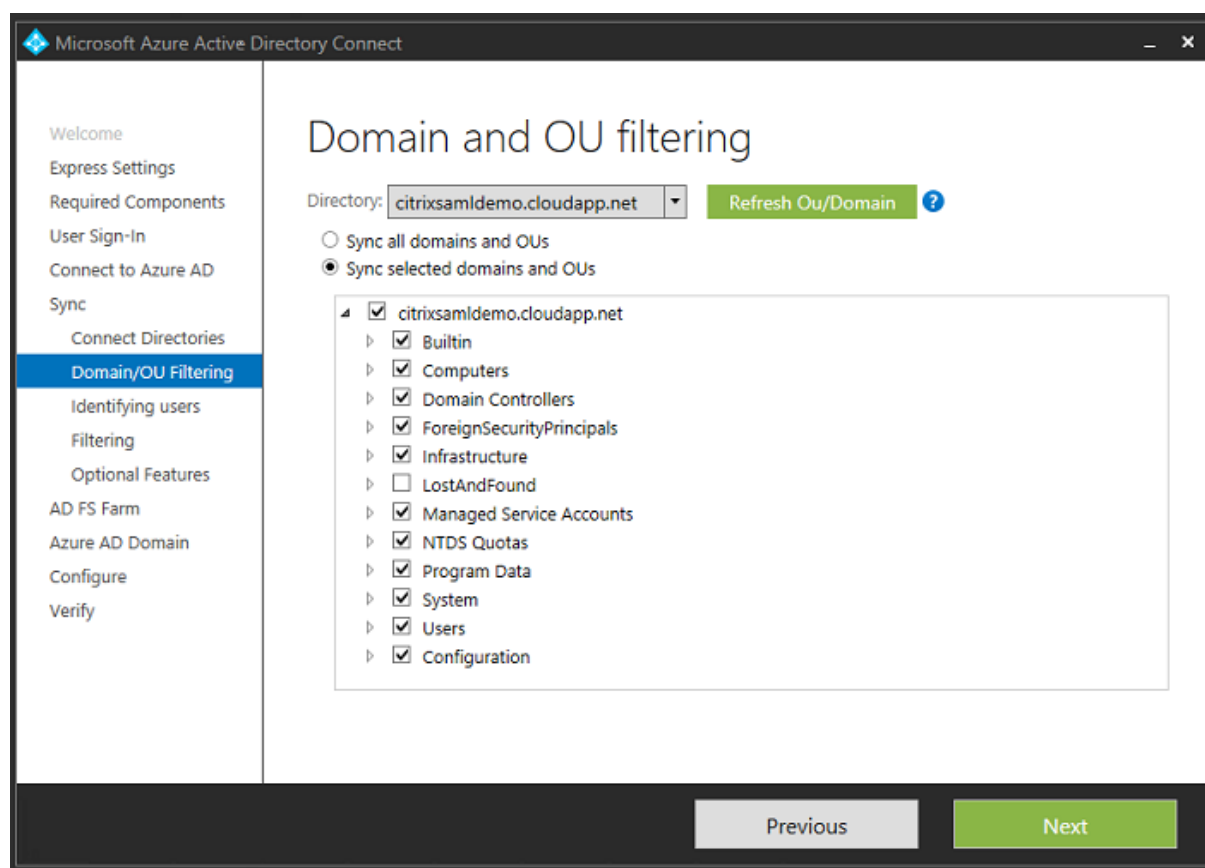 Microsoft Azure Active Directory Connect
Welcome
Express Settings
Required Components
User Sign-In
Connect to Azure AD
Sync
Connect Directories
Domain/OU Filtering
Identifying users
Filtering
Optional Features
AD FS Farm
Azure AD Domain
Configure
Verify
Domain and OU filtering
Directory: citrixsamldemo.cloudapp.net Refresh Ou/Domain ?
Sync all domains and OUs
Sync selected domains and OUs
citrixsamldemo.cloudapp.net
Builtin
Computers
Domain Controllers
ForeignSecurityPrincipals
Infrastructure
LostAndFound
Managed Service Accounts
NTDS Quotas
Program Data
System
Users
Configuration
Previous Next